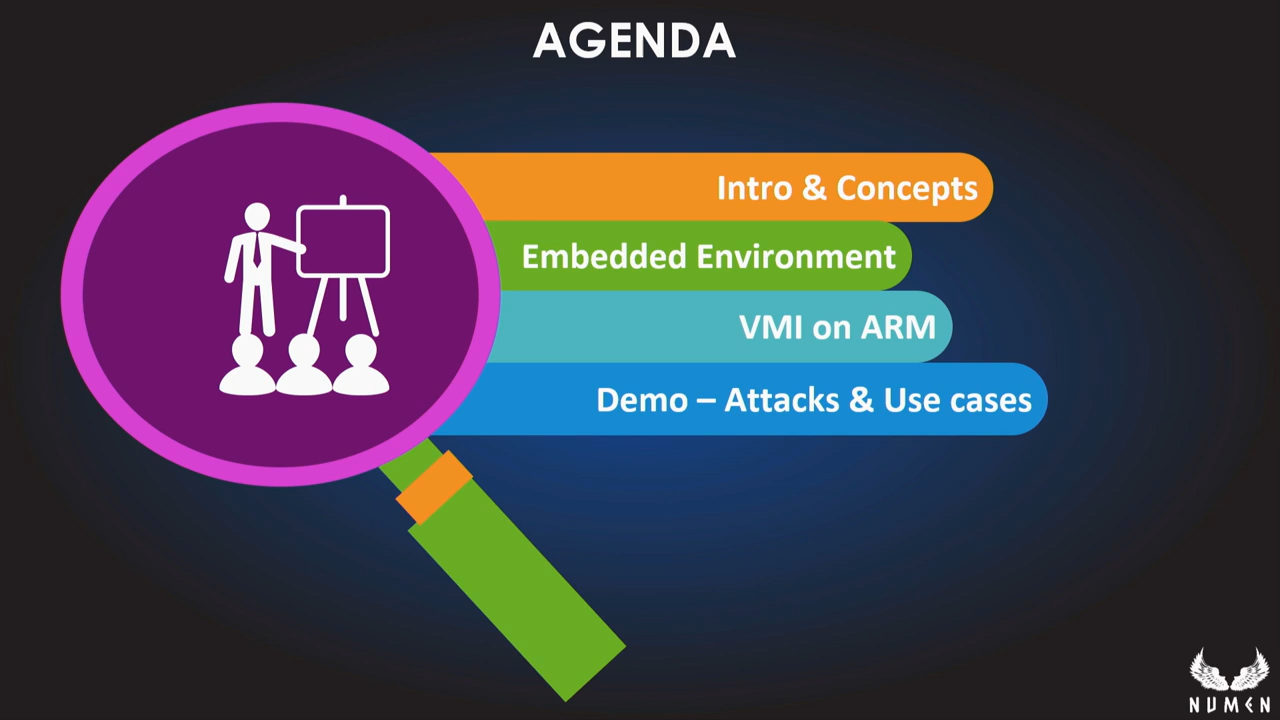 AGENDA
Intro & Concepts
Embedded Environment
VMI on ARM
Demo – Attacks & Use cases
NUMEN